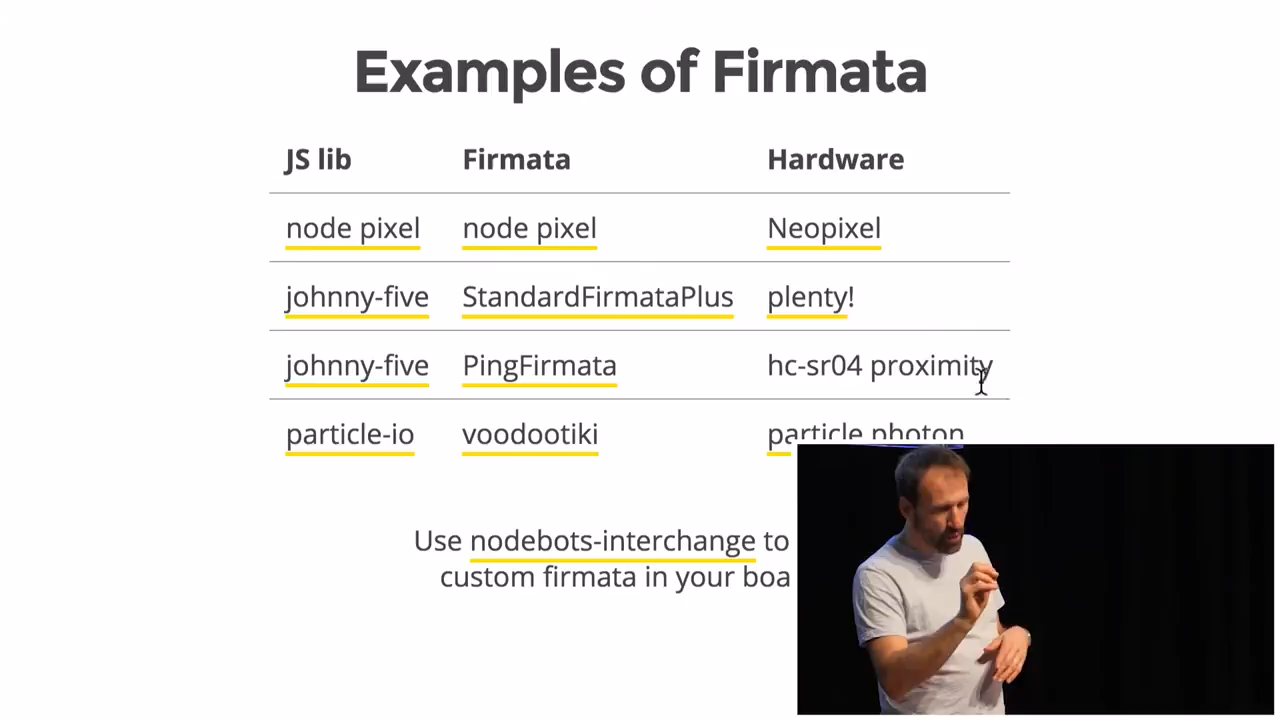 Examples of Firmata
JS lib Firmata Hardware
node pixel node pixel Neopixel
johnny-five StandardFirmataPlus plenty!
johnny-five PingFirmata hc-sr04 proximity
particle-io voodootiki particle photon
Use nodebots-interchange to
custom firmata in your boa